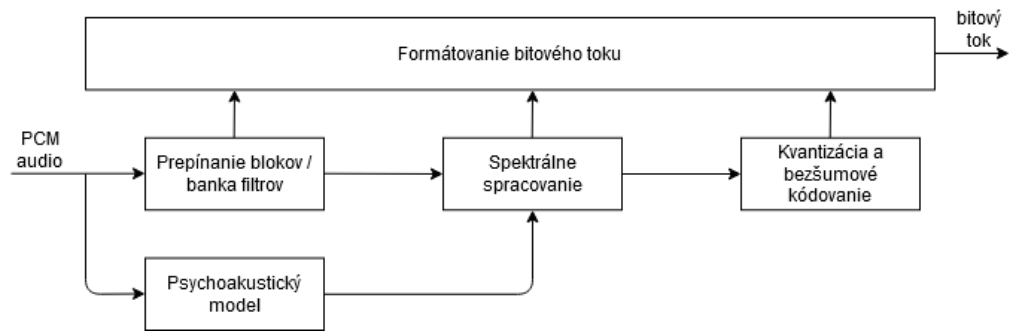 bitový
tok
Formátovanie bitového toku
PCM
audio
Prepínanie blokov /
banka filtrov
Spektrálne
spracovanie
Kvantizácia a
bezšumové
kódovanie
Psychoakustický
model